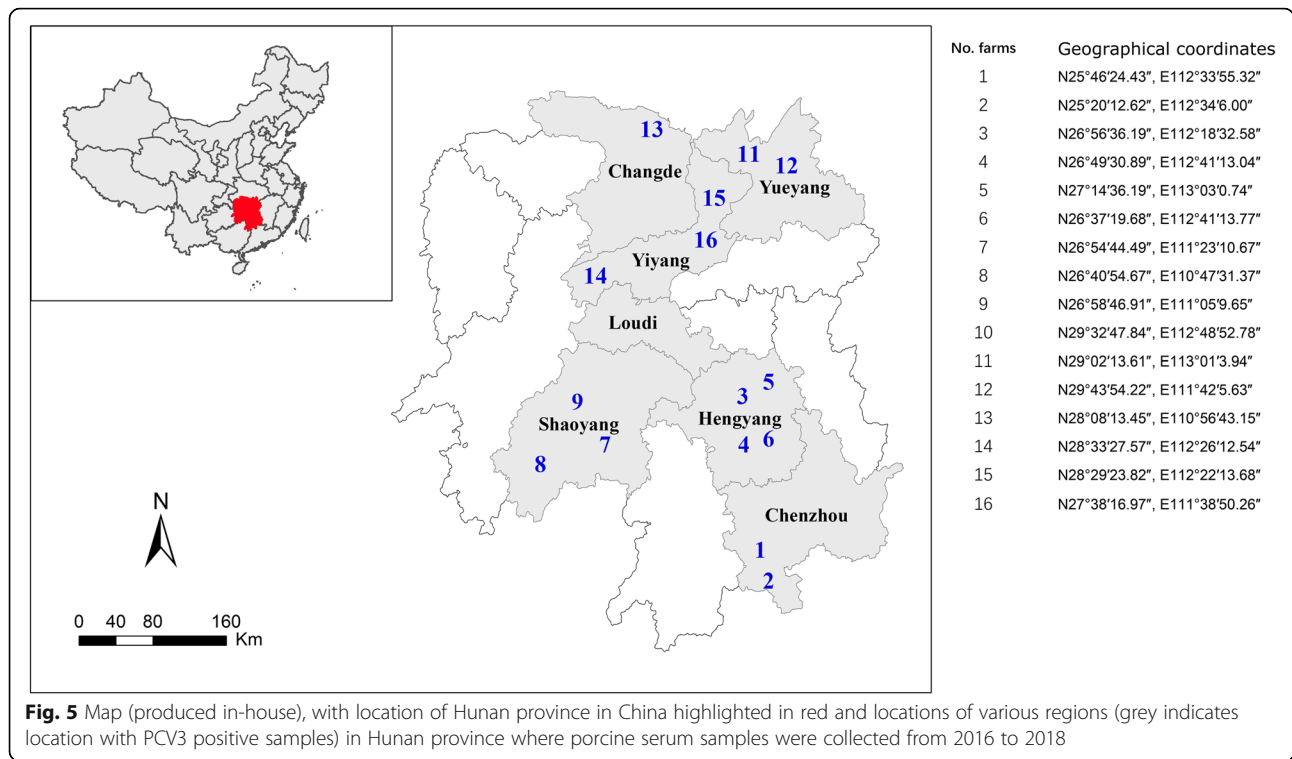 13
Changde
11
12
Yueyang
15
16
Yiyang
14
Loudi
5
3
9
Hengyang
Shaoyang
4
6
7
8
Chenzhou
1
2
N
0 40 80 160
Km
No. farms Geographical coordinates
1 N25°46′24.43″, E112°33′55.32″
2 N25°20′12.62″, E112°34′6.00″
3 N26°56′36.19″, E112°18′32.58″
4 N26°49′30.89″, E112°41′13.04″
5 N27°14′36.19″, E113°03′0.74″
6 N26°37′19.68″, E112°41′13.77″
7 N26°54′44.49″, E111°23′10.67″
8 N26°40′54.67″, E110°47′31.37″
9 N26°58′46.91″, E111°05′9.65″
10 N29°32′47.84″, E112°48′52.78″
11 N29°02′13.61″, E113°01′3.94″
12 N29°43′54.22″, E111°42′5.63″
13 N28°08′13.45″, E110°56′43.15″
14 N28°33′27.57″, E112°26′12.54″
15 N28°29′23.82″, E112°22′13.68″
16 N27°38′16.97″, E111°38′50.26″
Fig. 5 Map (produced in-house), with location of Hunan province in China highlighted in red and locations of various regions (grey indicates
location with PCV3 positive samples) in Hunan province where porcine serum samples were collected from 2016 to 2018